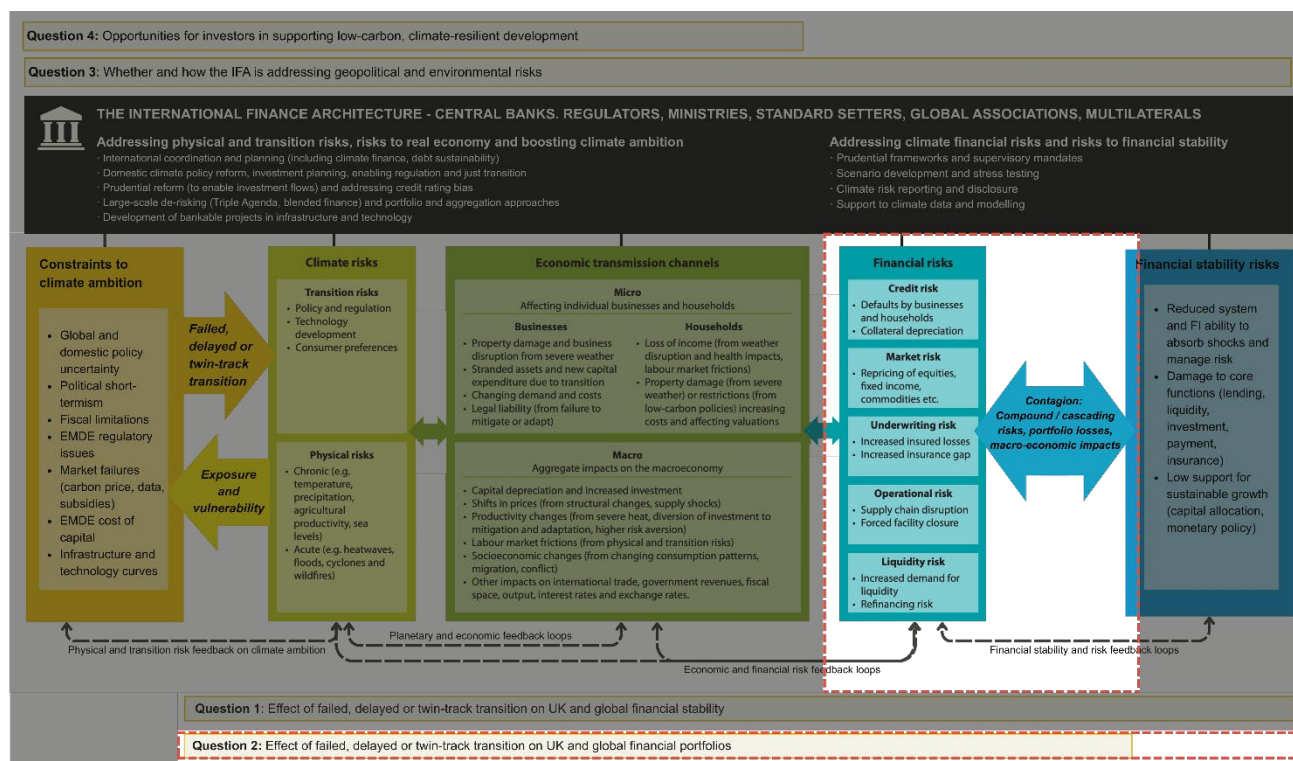 Question 4: Opportunities for investors in supporting low-carbon, climate-resilient development
Question 3: Whether and how the IFA is addressing geopolitical and environmental risks
THE INTERNATIONAL FINANCE ARCHITECTURE - CENTRAL BANKS. REGULATORS, MINISTRIES, STANDARD SETTERS, GLOBAL ASSOCIATIONS, MULTILATERALS
Addressing physical and transition risks, risks to real economy and boosting climate ambition
· International coordination and planning (including climate finance, debt sustainability)
· Domestic climate policy reform, investment planning, enabling regulation and just transition
· Prudential reform (to enable investment flows) and addressing credit rating bias
· Large-scale de-risking (Triple Agenda, blended finance) and portfolio and aggregation approaches
· Development of bankable projects in infrastructure and technology
Addressing climate financial risks and risks to financial stability
· Prudential frameworks and supervisory mandates
· Scenario development and stress testing
· Climate risk reporting and disclosure
· Support to climate data and modelling
Constraints to
climate ambition
• Global and
domestic policy
uncertainty
• Political short-
termism
• Fiscal limitations
• EMDE regulatory
issues
• Market failures
(carbon price, data,
subsidies)
• EMDE cost of
capital
• Infrastructure and
technology curves
Failed,
delayed or
twin-track
transition
Exposure
and
vulnerability
Climate risks
Transition risks
• Policy and regulation
• Technology
development
• Consumer preferences
Physical risks
• Chronic (e.g.
temperature,
precipitation,
agricultural
productivity, sea
levels)
• Acute (e.g. heatwaves,
floods, cyclones and
wildfires)
Economic transmission channels
Micro
Affecting individual businesses and households
Businesses
• Property damage and business
disruption from severe weather
• Stranded assets and new capital
expenditure due to transition
• Changing demand and costs
• Legal liability (from failure to
mitigate or adapt)
Households
• Loss of income (from weather
disruption and health impacts,
labour market frictions)
• Property damage (from severe
weather) or restrictions (from
low-carbon policies) increasing
costs and affecting valuations
Macro
Aggregate impacts on the macroeconomy
• Capital depreciation and increased investment
• Shifts in prices (from structural changes, supply shocks)
• Productivity changes (from severe heat, diversion of investment to
mitigation and adaptation, higher risk aversion)
• Labour market frictions (from physical and transition risks)
• Socioeconomic changes (from changing consumption patterns,
migration, conflict)
• Other impacts on international trade, government revenues, fiscal
space, output, interest rates and exchange rates.
Financial risks
Credit risk
• Defaults by businesses
and households
• Collateral depreciation
Market risk
• Repricing of equities,
fixed income,
commodities etc.
Underwriting risk
• Increased insured losses
• Increased insurance gap
Operational risk
• Supply chain disruption
• Forced facility closure
Liquidity risk
• Increased demand for
liquidity
• Refinancing risk
Contagion:
Compound / cascading
risks, portfolio losses,
macro-economic impacts
Financial stability risks
• Reduced system
and FI ability to
absorb shocks and
manage risk
• Damage to core
functions (lending,
liquidity,
investment,
payment,
insurance)
• Low support for
sustainable growth
(capital allocation,
monetary policy)
Physical and transition risk feedback on climate ambition
Planetary and economic feedback loops
Economic and financial risk feedback loops
Financial stability and risk feedback loops
Question 1: Effect of failed, delayed or twin-track transition on UK and global financial stability
Question 2: Effect of failed, delayed or twin-track transition on UK and global financial portfolios